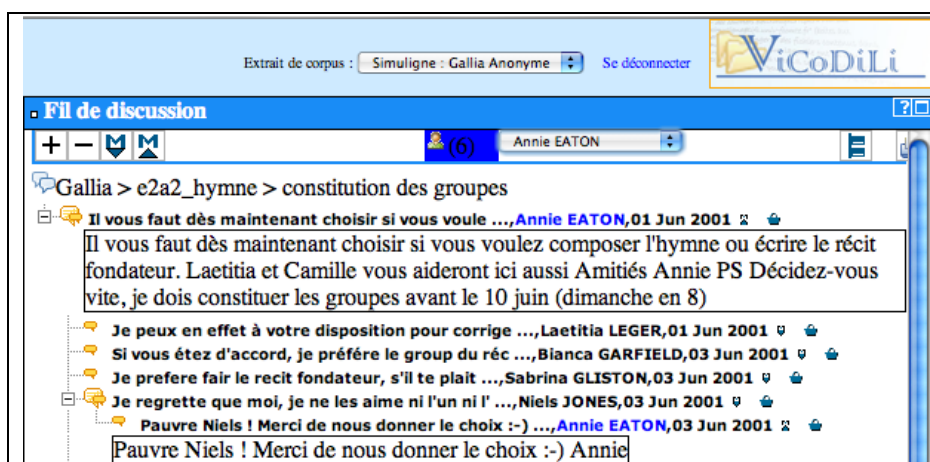 Extrait de corpus : Simuligne : Gallia Anonyme Se déconnecter ViCoDiLi
Fil de discussion ?
+ − (6) Annie EATON
Gallia > e2a2_hymne > constitution des groupes
Il vous faut dès maintenant choisir si vous voule ...,Annie EATON,01 Jun 2001
Il vous faut dès maintenant choisir si vous voulez composer l'hymne ou écrire le récit
fondateur. Laetitia et Camille vous aideront ici aussi Amitiés Annie PS Décidez-vous
vite, je dois constituer les groupes avant le 10 juin (dimanche en 8)
Je peux en effet à votre disposition pour corrige ...,Laetitia LEGER,01 Jun 2001
Si vous étez d'accord, je préfére le group du réc ...,Bianca GARFIELD,03 Jun 2001
Je prefere fair le recit fondateur, s'il te plait ...,Sabrina GLISTON,03 Jun 2001
Je regrette que moi, je ne les aime ni l'un ni l' ...,Niels JONES,03 Jun 2001
Pauvre Niels ! Merci de nous donner le choix :-) ...,Annie EATON,03 Jun 2001
Pauvre Niels ! Merci de nous donner le choix :-) Annie